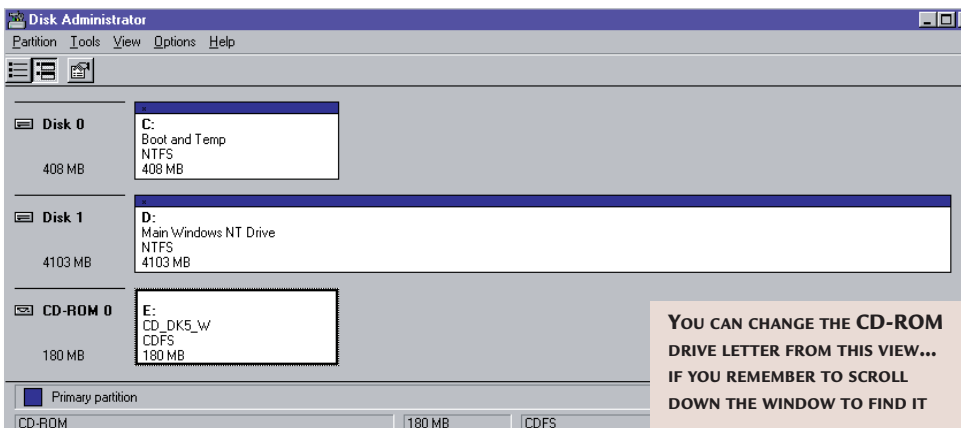 Disk Administrator
Partition Tools View Options Help
Disk 0
408 MB
C:
Boot and Temp
NTFS
408 MB
Disk 1
4103 MB
D:
Main Windows NT Drive
NTFS
4103 MB
CD-ROM 0
180 MB
E:
CD_DK5_W
CDFS
180 MB
YOU CAN CHANGE THE CD-ROM
DRIVE LETTER FROM THIS VIEW...
IF YOU REMEMBER TO SCROLL
DOWN THE WINDOW TO FIND IT
Primary partition
CD-ROM 180 MB CDFS